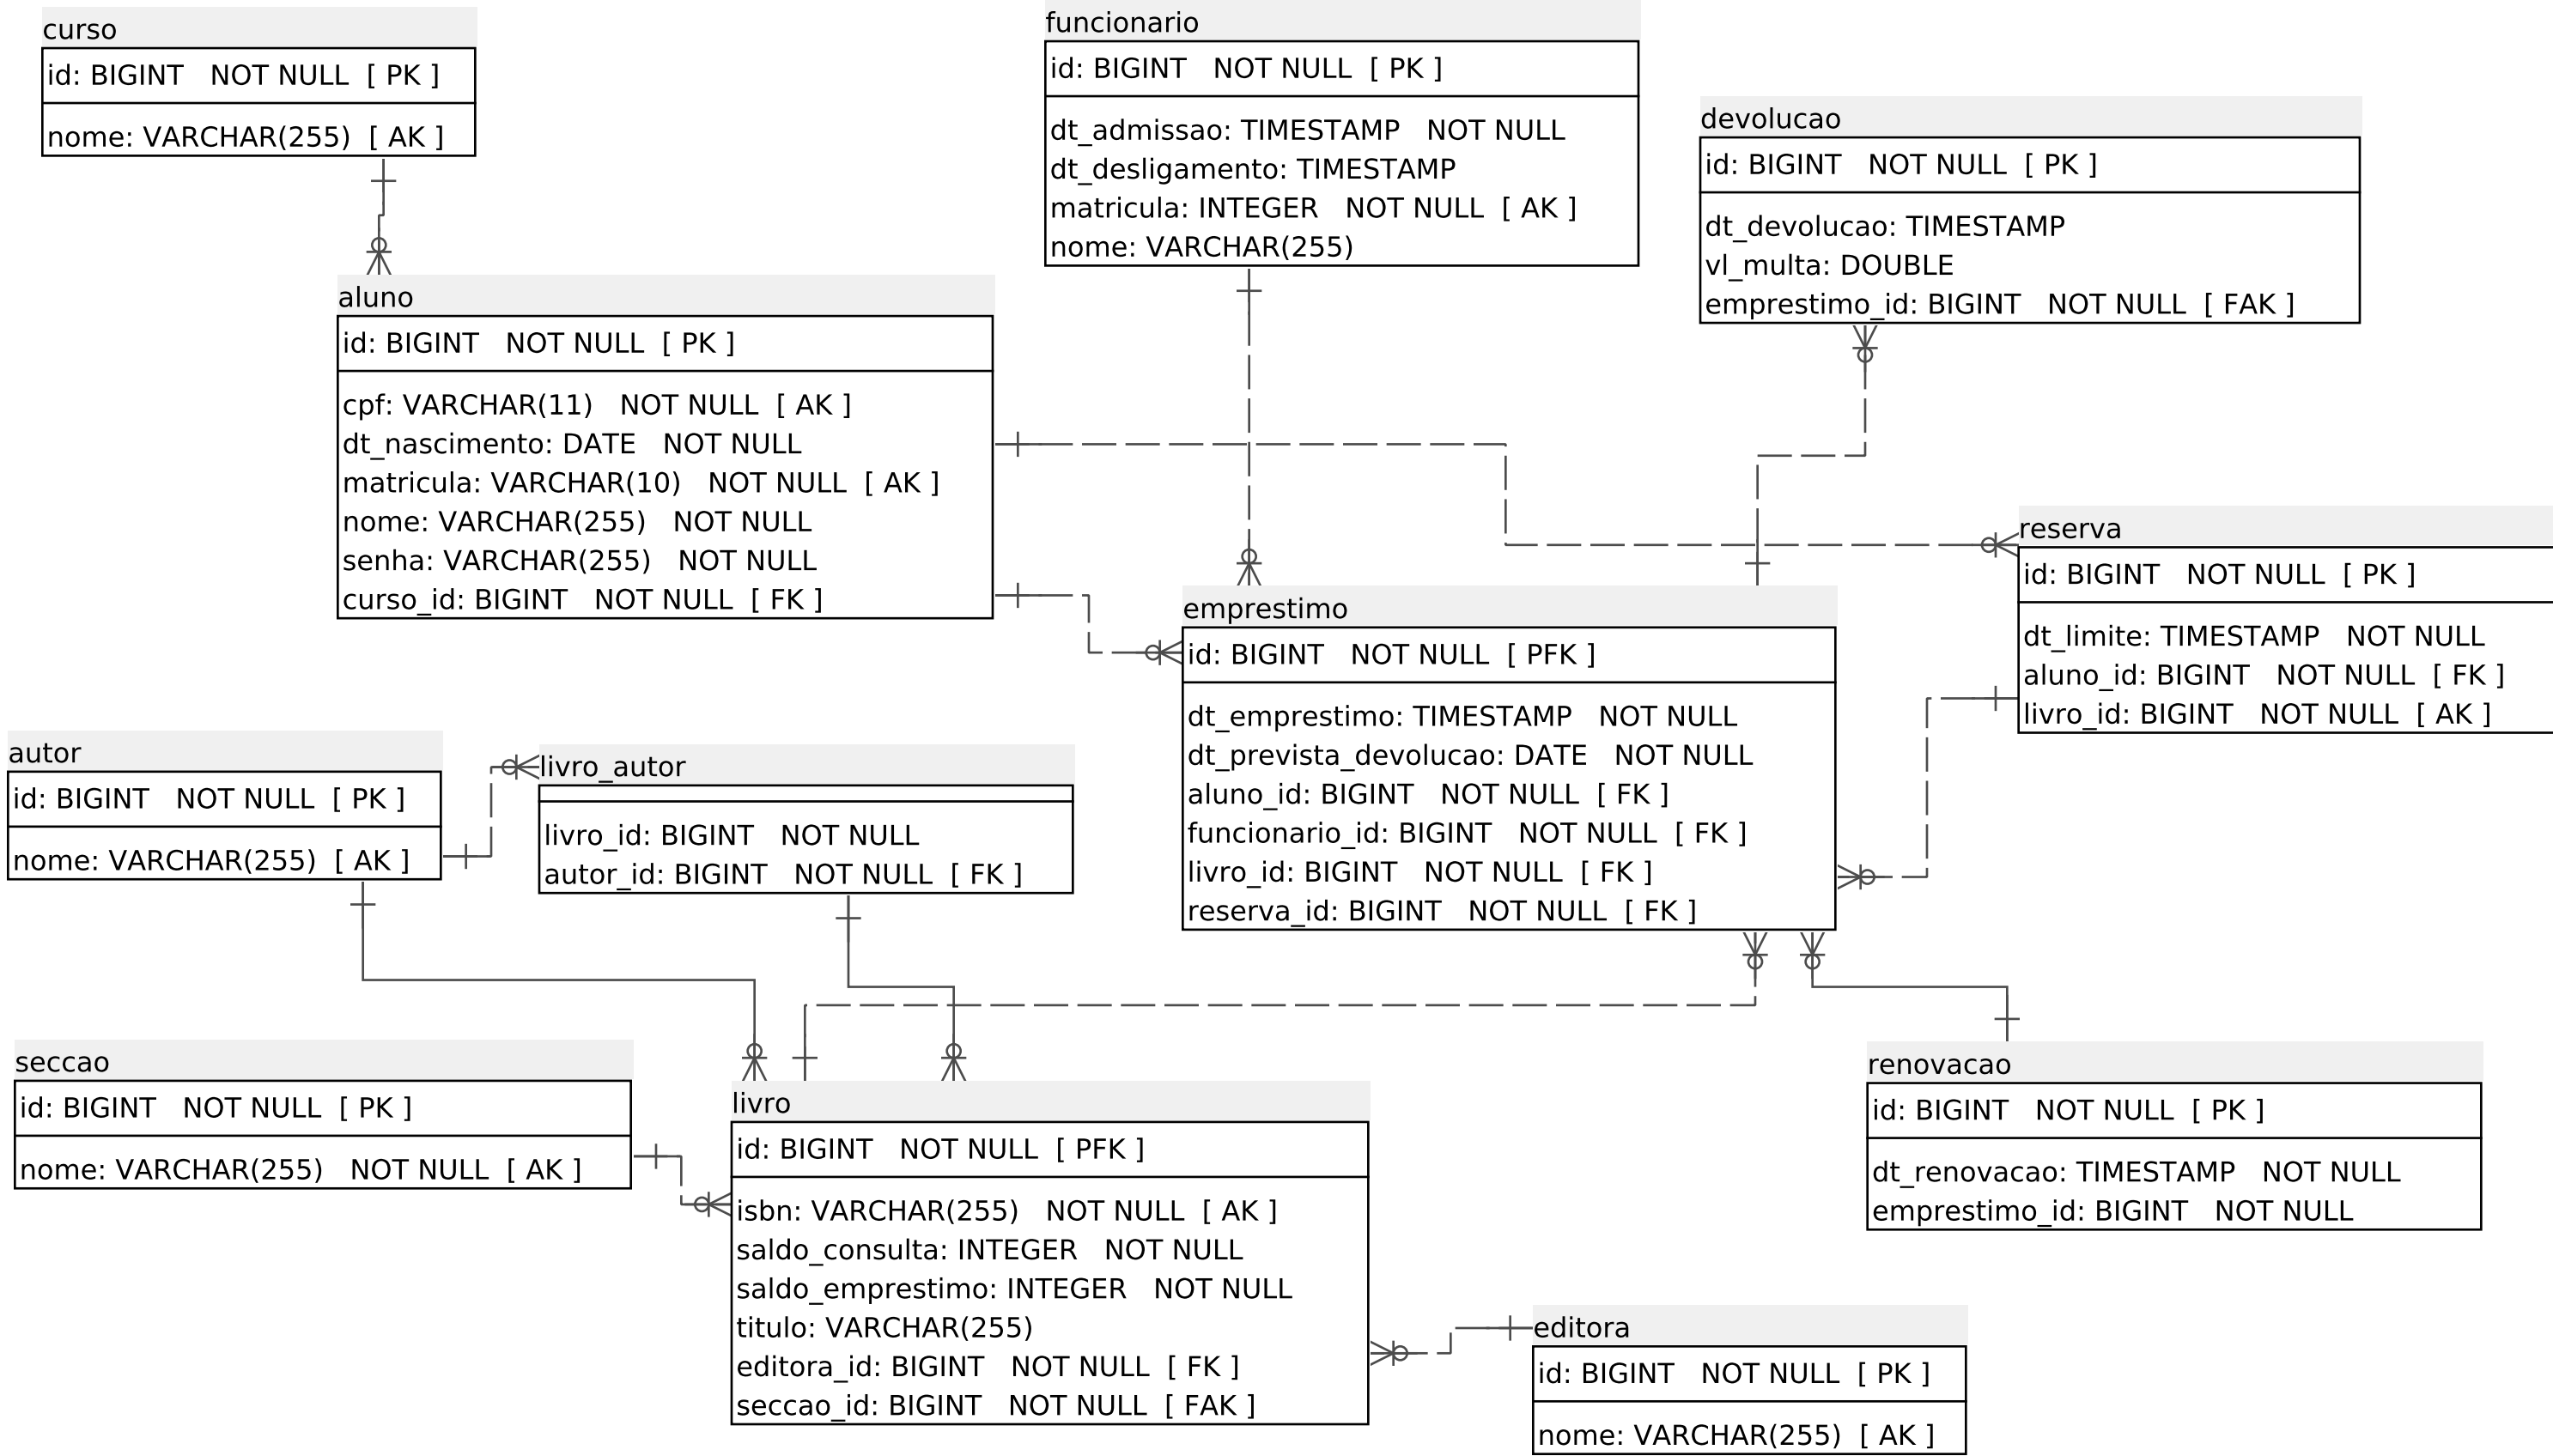 curso
id: BIGINT NOT NULL [ PK ]
nome: VARCHAR(255) [ AK ]
funcionario
id: BIGINT NOT NULL [ PK ]
dt_admissao: TIMESTAMP NOT NULL
dt_desligamento: TIMESTAMP
matricula: INTEGER NOT NULL [ AK ]
nome: VARCHAR(255)
devolucao
id: BIGINT NOT NULL [ PK ]
dt_devolucao: TIMESTAMP
vl_multa: DOUBLE
emprestimo_id: BIGINT NOT NULL [ FAK ]
aluno
id: BIGINT NOT NULL [ PK ]
cpf: VARCHAR(11) NOT NULL [ AK ]
dt_nascimento: DATE NOT NULL
matricula: VARCHAR(10) NOT NULL [ AK ]
nome: VARCHAR(255) NOT NULL
senha: VARCHAR(255) NOT NULL
curso_id: BIGINT NOT NULL [ FK ]
reserva
id: BIGINT NOT NULL [ PK ]
dt_limite: TIMESTAMP NOT NULL
aluno_id: BIGINT NOT NULL [ FK ]
livro_id: BIGINT NOT NULL [ AK ]
emprestimo
id: BIGINT NOT NULL [ PFK ]
dt_emprestimo: TIMESTAMP NOT NULL
dt_prevista_devolucao: DATE NOT NULL
aluno_id: BIGINT NOT NULL [ FK ]
funcionario_id: BIGINT NOT NULL [ FK ]
livro_id: BIGINT NOT NULL [ FK ]
reserva_id: BIGINT NOT NULL [ FK ]
autor
id: BIGINT NOT NULL [ PK ]
nome: VARCHAR(255) [ AK ]
livro_autor
livro_id: BIGINT NOT NULL
autor_id: BIGINT NOT NULL [ FK ]
seccao
id: BIGINT NOT NULL [ PK ]
nome: VARCHAR(255) NOT NULL [ AK ]
livro
id: BIGINT NOT NULL [ PFK ]
isbn: VARCHAR(255) NOT NULL [ AK ]
saldo_consulta: INTEGER NOT NULL
saldo_emprestimo: INTEGER NOT NULL
titulo: VARCHAR(255)
editora_id: BIGINT NOT NULL [ FK ]
seccao_id: BIGINT NOT NULL [ FAK ]
renovacao
id: BIGINT NOT NULL [ PK ]
dt_renovacao: TIMESTAMP NOT NULL
emprestimo_id: BIGINT NOT NULL
editora
id: BIGINT NOT NULL [ PK ]
nome: VARCHAR(255) [ AK ]